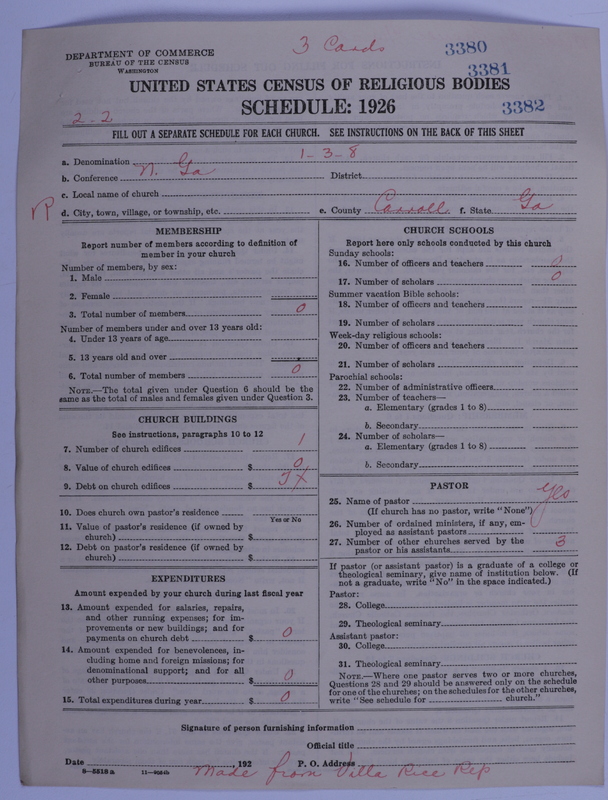 DEPARTMENT OF COMMERCE
BUREAU OF THE CENSUS
WASHINGTON
3 Cards
3380
3381
UNITED STATES CENSUS OF RELIGIOUS BODIES
SCHEDULE: 1926
3382
2-2
FILL OUT A SEPARATE SCHEDULE FOR EACH CHURCH. SEE INSTRUCTIONS ON THE BACK OF THIS SHEET
a. Denomination 1-3-8
b. Conference N. Ga District
c. Local name of church
d. City, town, village, or township, etc. e. County Carroll f. State Ga
MEMBERSHIP
Report number of members according to definition of
member in your church
Number of members, by sex:
1. Male
2. Female
3. Total number of members 0
Number of members under and over 13 years old:
4. Under 13 years of age
5. 13 years old and over
6. Total number of members 0
NOTE.—The total given under Question 6 should be the
same as the total of males and females given under Question 3.
CHURCH BUILDINGS
See instructions, paragraphs 10 to 12
7. Number of church edifices 1
8. Value of church edifices $ 0
9. Debt on church edifices $
10. Does church own pastor's residence
Yes or No
11. Value of pastor's residence (if owned by
church) $
12. Debt on pastor's residence (if owned by
church) $
EXPENDITURES
Amount expended by your church during last fiscal year
13. Amount expended for salaries, repairs,
and other running expenses; for im-
provements or new buildings; and for
payments on church debt $ 0
14. Amount expended for benevolences, in-
cluding home and foreign missions; for
denominational support; and for all
other purposes $ 0
15. Total expenditures during year $ 0
CHURCH SCHOOLS
Report here only schools conducted by this church
Sunday schools:
16. Number of officers and teachers 0
17. Number of scholars 0
Summer vacation Bible schools:
18. Number of officers and teachers
19. Number of scholars
Week-day religious schools:
20. Number of officers and teachers
21. Number of scholars
Parochial schools:
22. Number of administrative officers
23. Number of teachers—
a. Elementary (grades 1 to 8)
b. Secondary
24. Number of scholars—
a. Elementary (grades 1 to 8)
b. Secondary
PASTOR
25. Name of pastor yes
(If church has no pastor, write "None")
26. Number of ordained ministers, if any, em-
ployed as assistant pastors
27. Number of other churches served by the
pastor or his assistants 3
If pastor (or assistant pastor) is a graduate of a college or
theological seminary, give name of institution below. (If
not a graduate, write "No" in the space indicated.)
Pastor:
28. College
29. Theological seminary
Assistant pastor:
30. College
31. Theological seminary
NOTE.—Where one pastor serves two or more churches,
Questions 28 and 29 should be answered only on the schedule
for one of the churches; on the schedules for the other churches,
write "See schedule for church."
Signature of person furnishing information
Official title
Date , 192 P. O. Address
8-5518a
Made from Villa Rice Rep